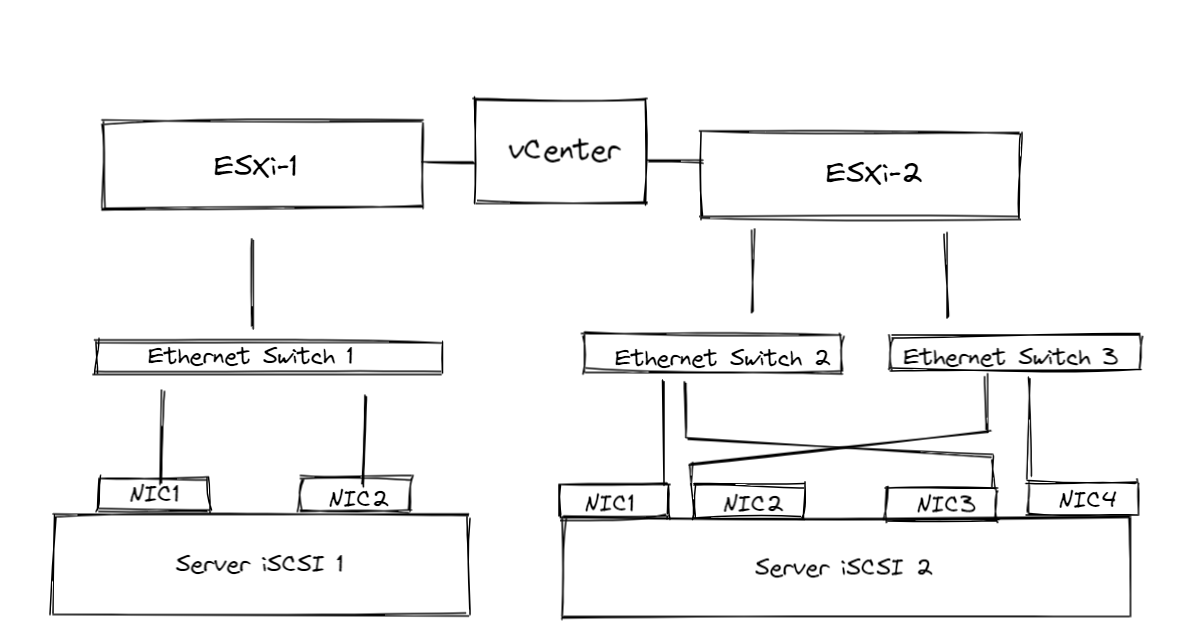 ESXi-1
vCenter
ESXi-2
Ethernet Switch 1
Ethernet Switch 2
Ethernet Switch 3
NIC1
NIC2
NIC1
NIC2
NIC3
NIC4
Server iSCSI 1
Server iSCSI 2